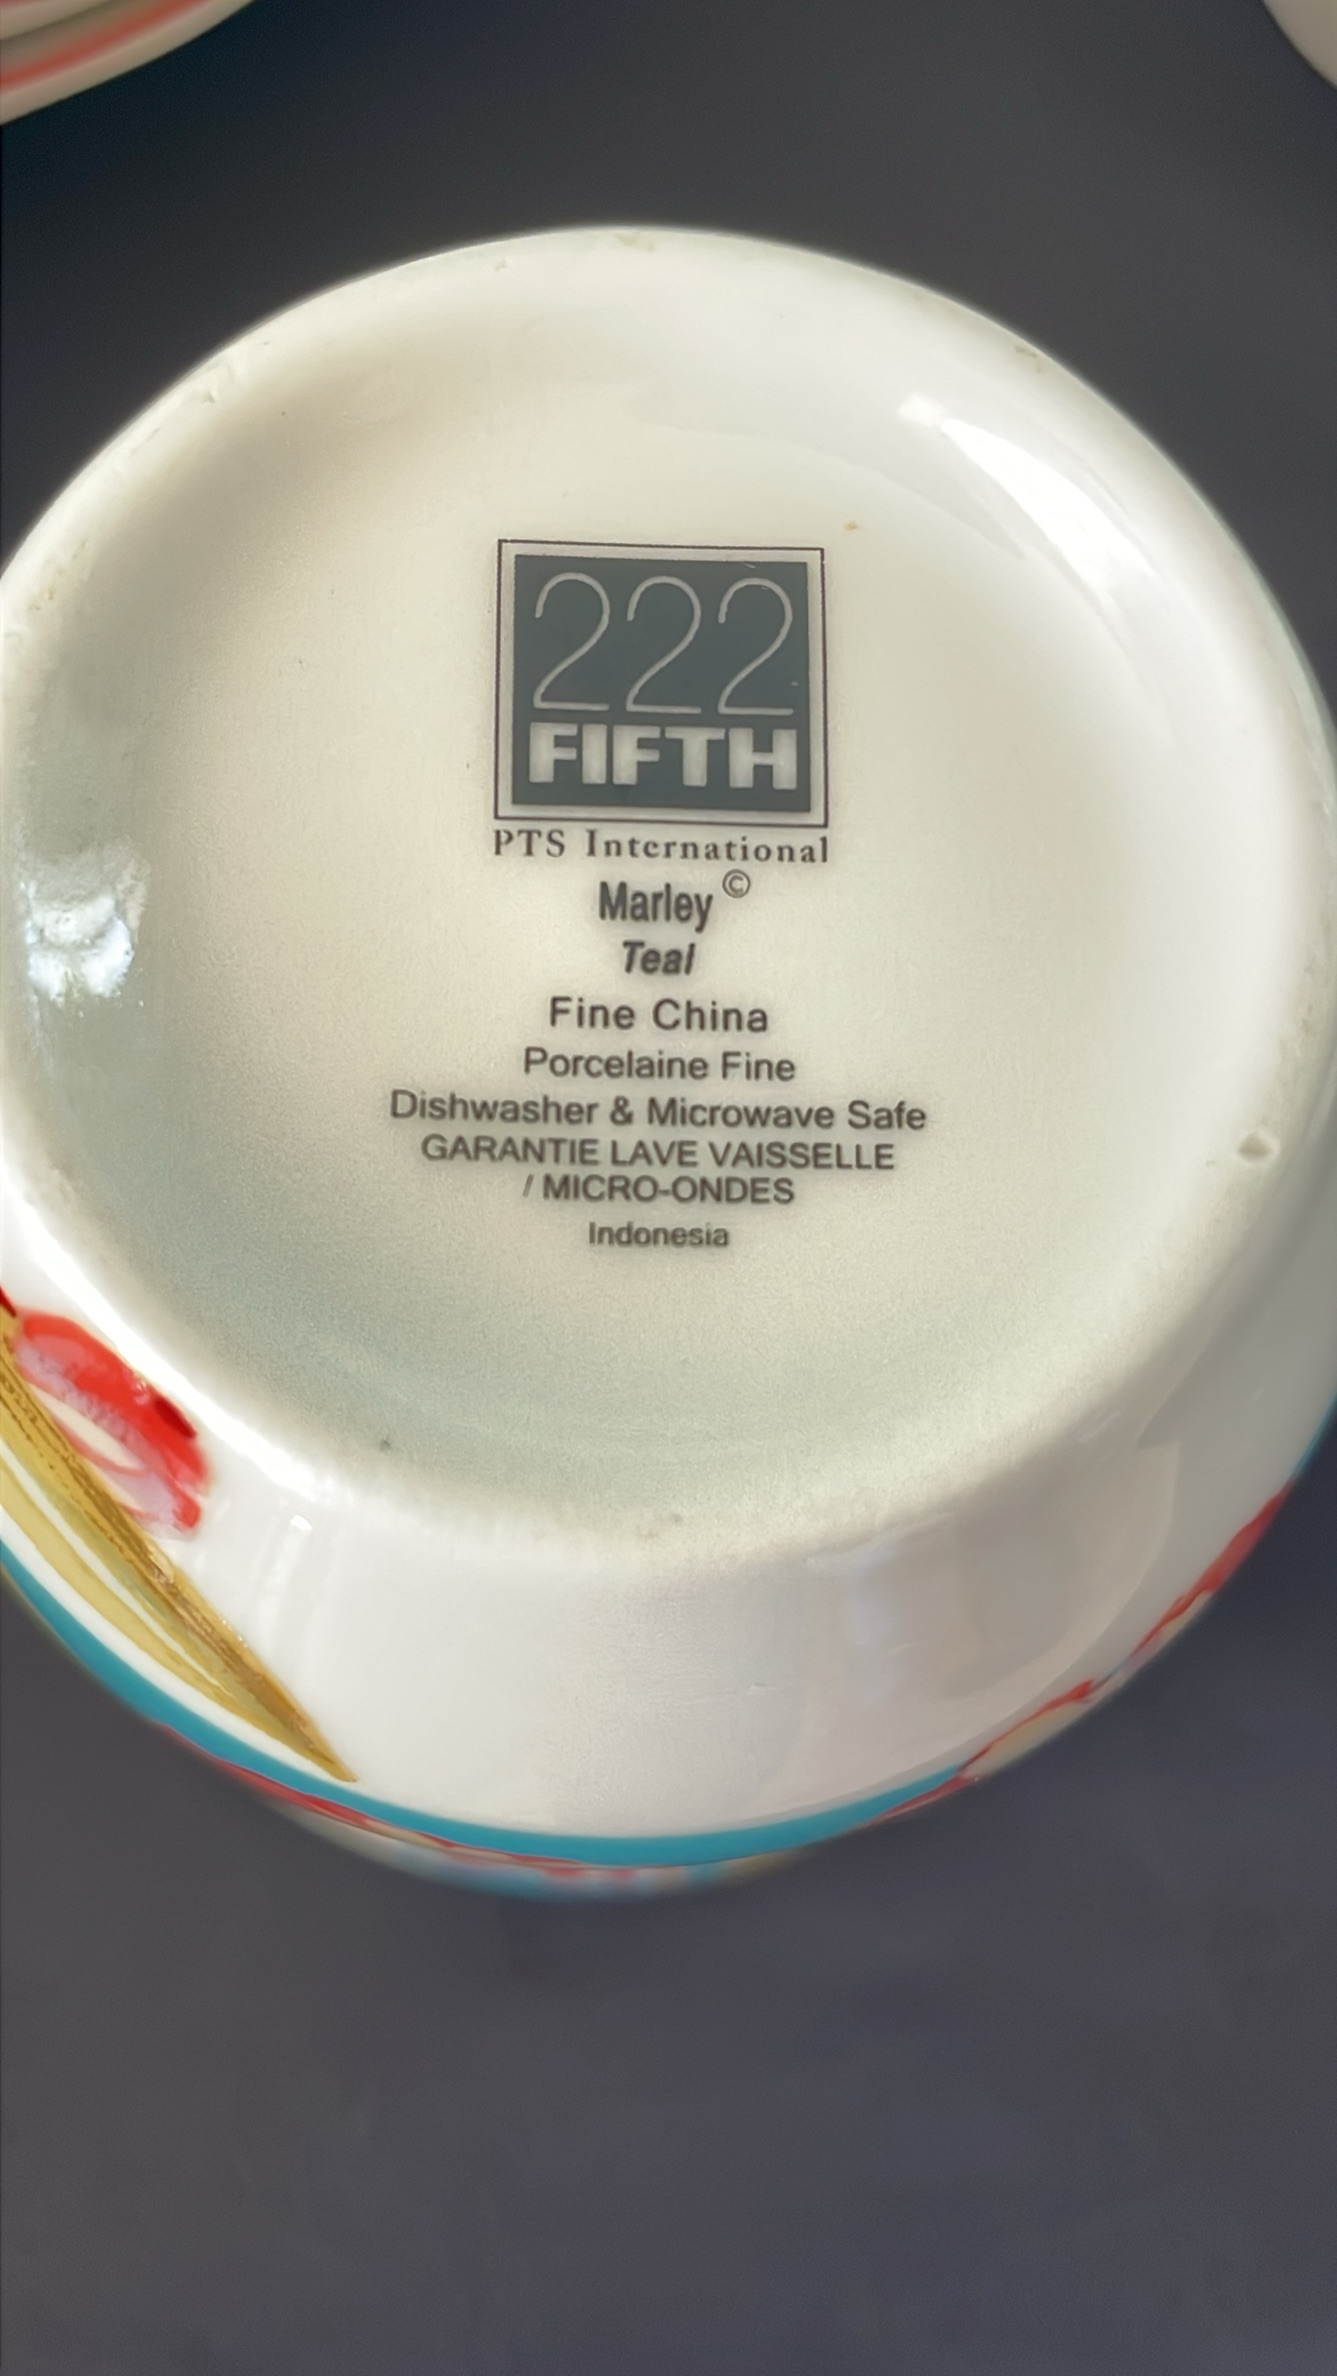 222
FIFTH
PTS International
Marley ©
Teal
Fine China
Porcelaine Fine
Dishwasher & Microwave Safe
GARANTIE LAVE VAISSELLE
/ MICRO-ONDES
Indonesia